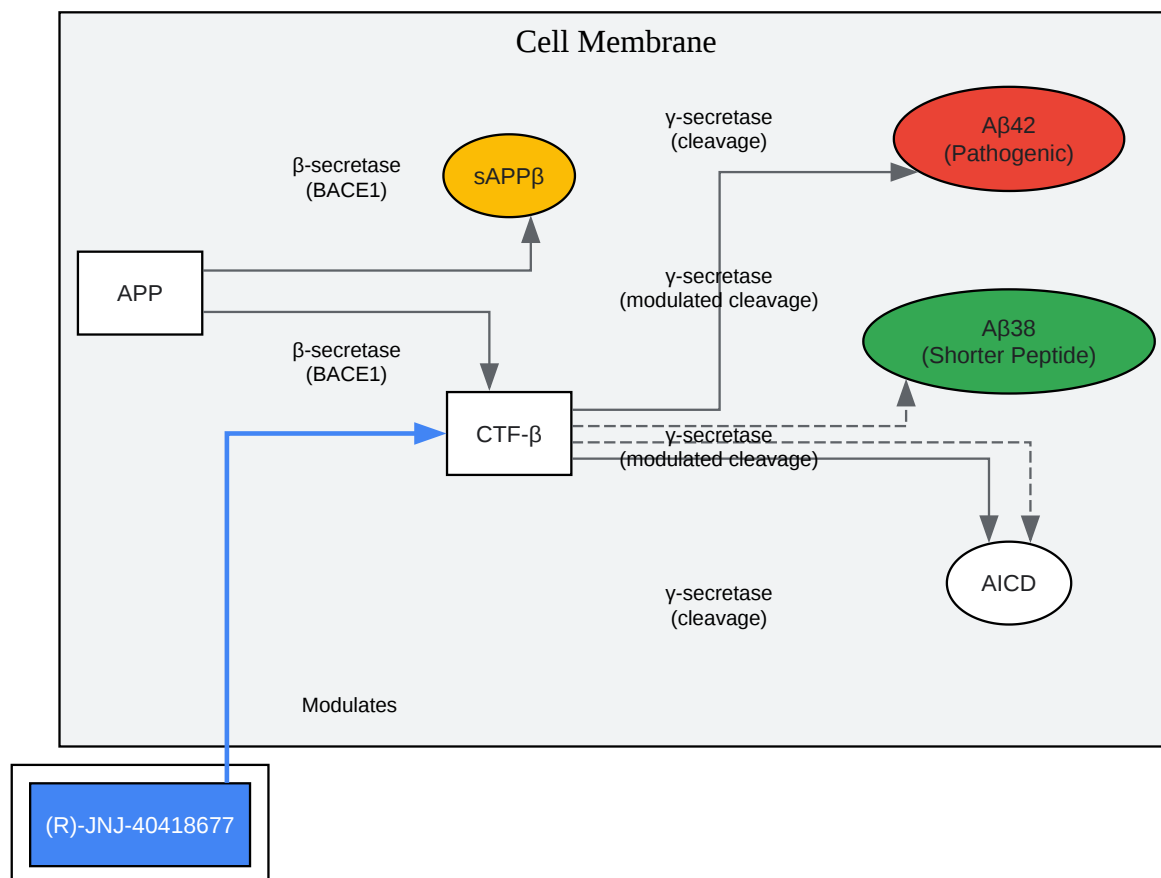 Cell Membrane
γ-secretase
(cleavage)
Aβ42
(Pathogenic)
β-secretase
(BACE1)
sAPPβ
APP
γ-secretase
(modulated cleavage)
Aβ38
(Shorter Peptide)
β-secretase
(BACE1)
CTF-β
γ-secretase
(modulated cleavage)
AICD
γ-secretase
(cleavage)
Modulates
(R)-JNJ-40418677